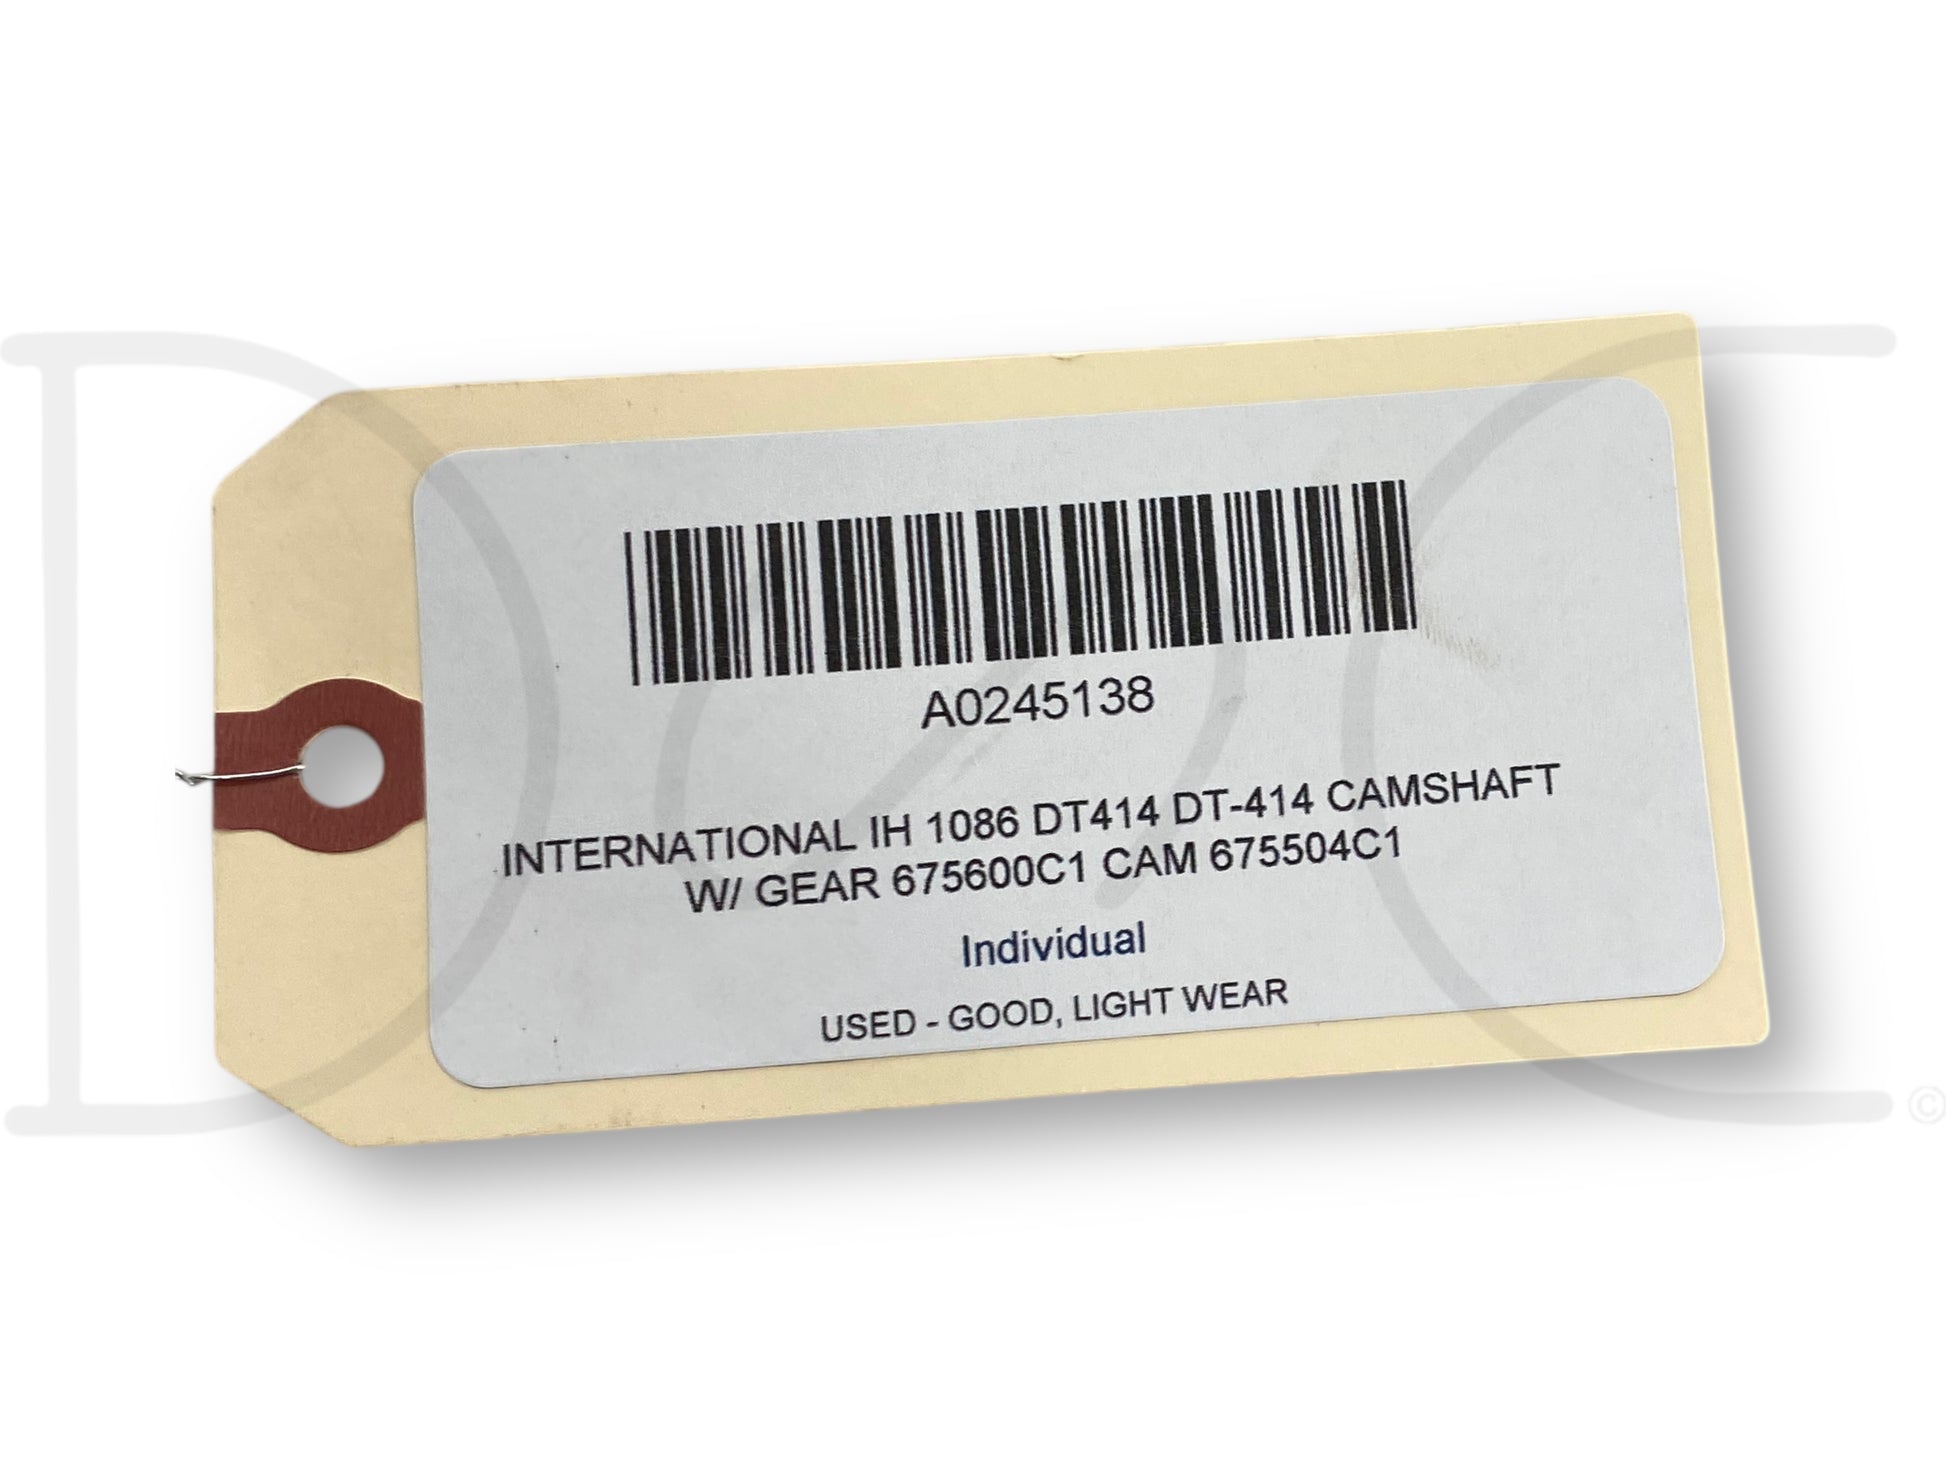 A0245138
INTERNATIONAL IH 1086 DT414 DT-414 CAMSHAFT
W/ GEAR 675600C1 CAM 675504C1
Individual
USED - GOOD, LIGHT WEAR
©